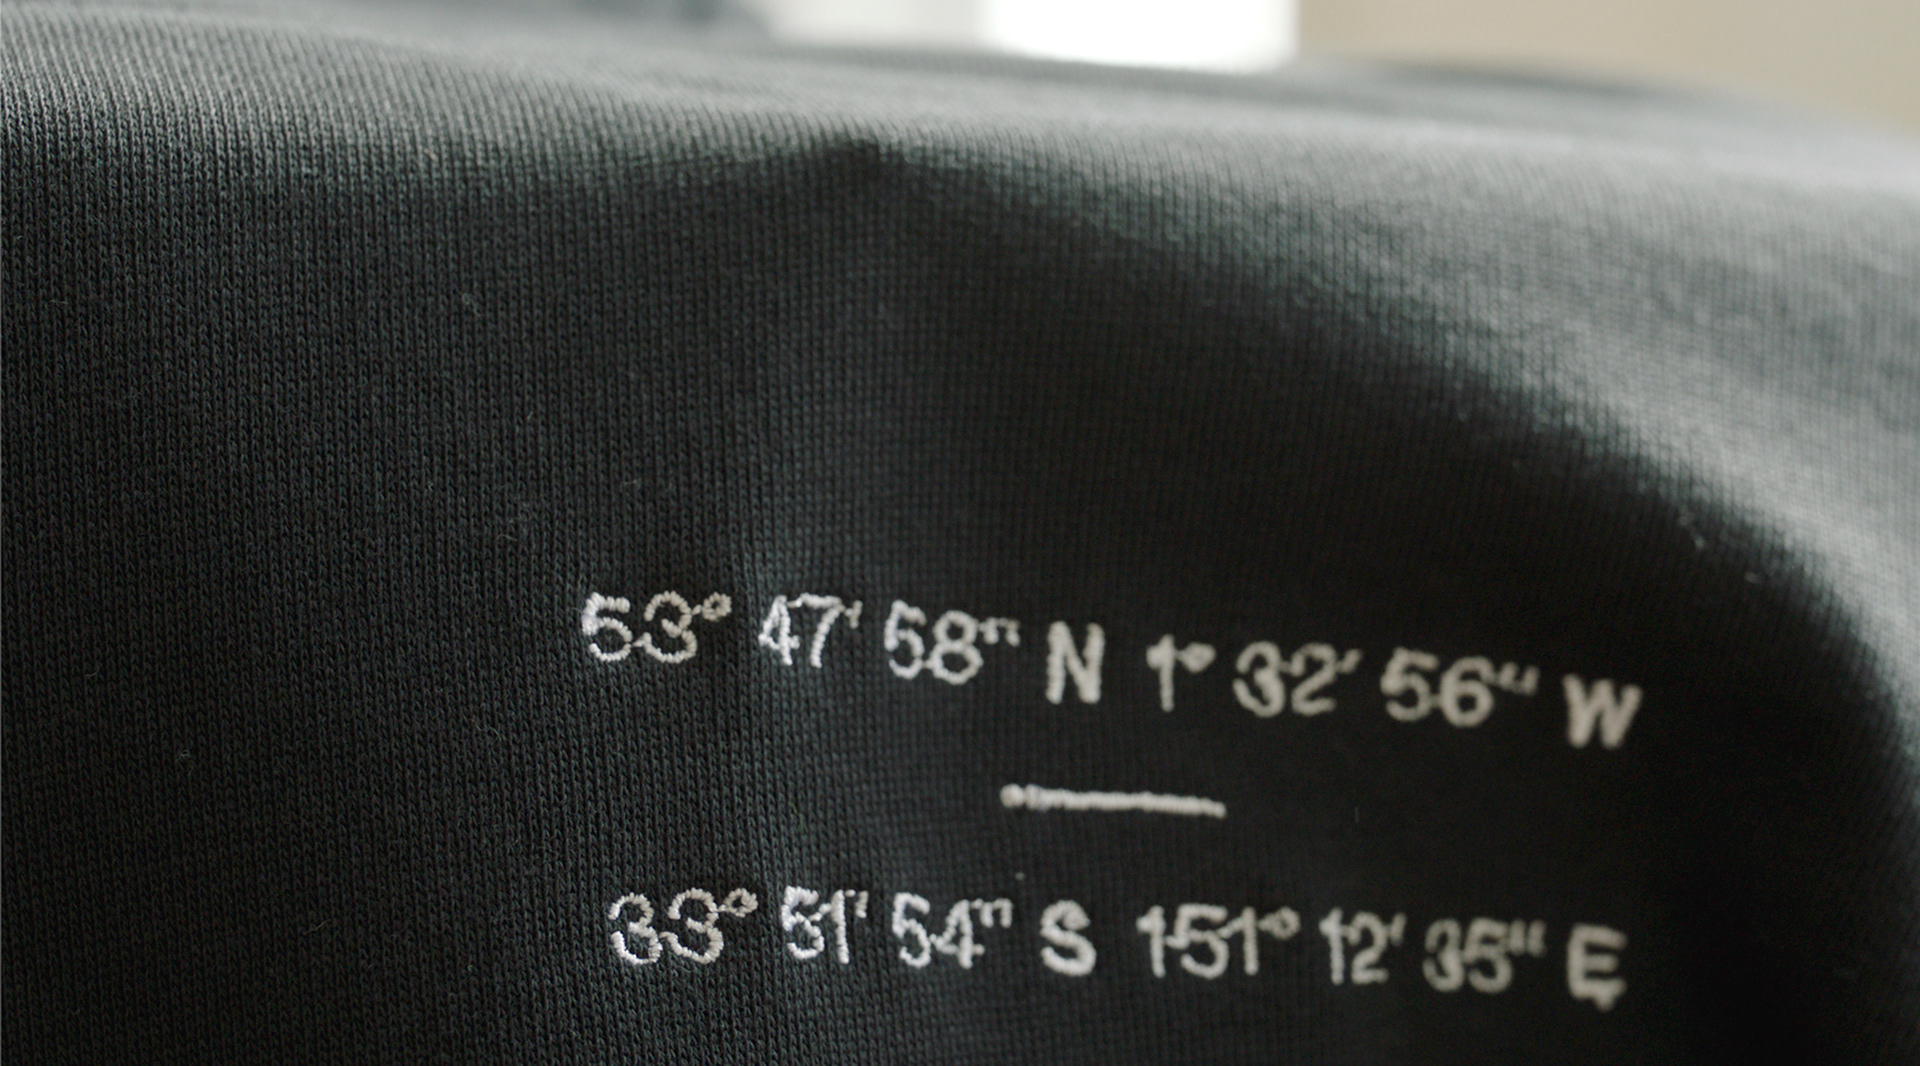 53° 47' 58" N 1° 32' 56" W
33° 51' 54" S 151° 12' 35" E